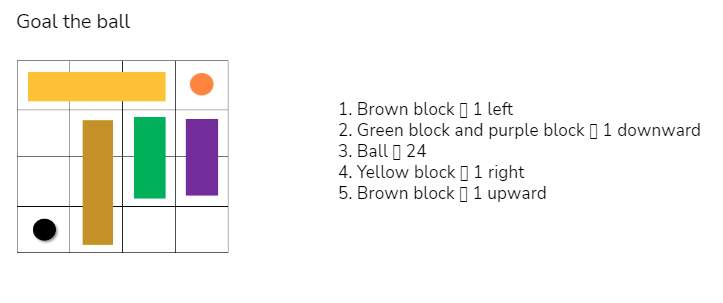 Goal the ball
1. Brown block ▯ 1 left
2. Green block and purple block ▯ 1 downward
3. Ball ▯ 24
4. Yellow block ▯ 1 right
5. Brown block ▯ 1 upward